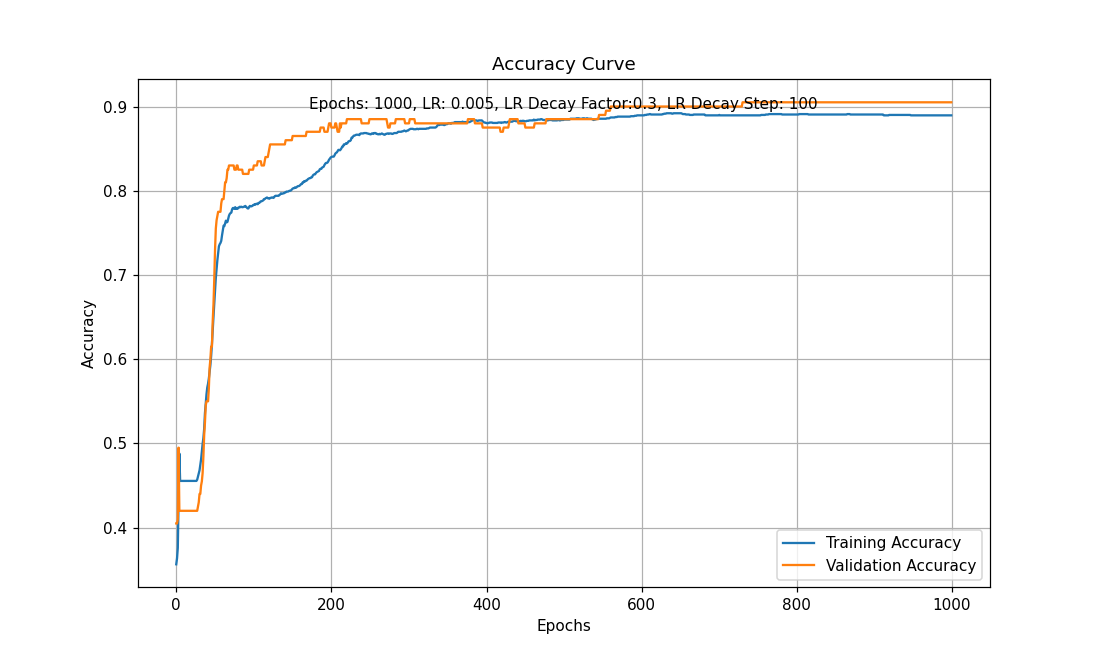 Accuracy Curve
Epochs: 1000, LR: 0.005, LR Decay Factor:0.3, LR Decay Step: 100
0.9
0.8
0.7
0.6
0.5
0.4
Accuracy
Training Accuracy
Validation Accuracy
0 200 400 600 800 1000
Epochs